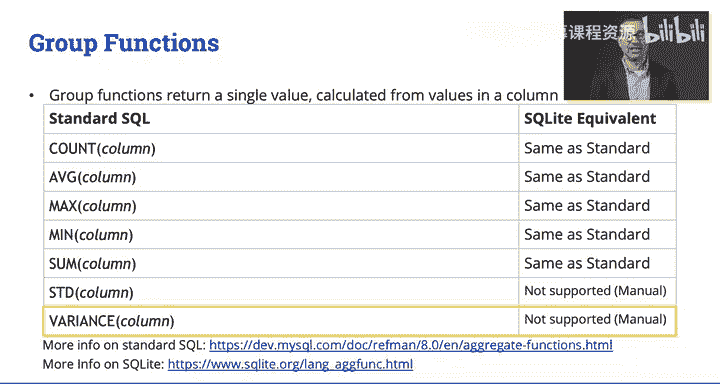 Group Functions
课程资源
bilibili
• Group functions return a single value, calculated from values in a column
Standard SQL SQLite Equivalent
COUNT(column) Same as Standard
AVG(column) Same as Standard
MAX(column) Same as Standard
MIN(column) Same as Standard
SUM(column) Same as Standard
STD(column) Not supported (Manual)
VARIANCE(column) Not supported (Manual)
More info on standard SQL: https://dev.mysql.com/doc/refman/8.0/en/aggregate-functions.html
More Info on SQLite: https://www.sqlite.org/lang_aggfunc.html